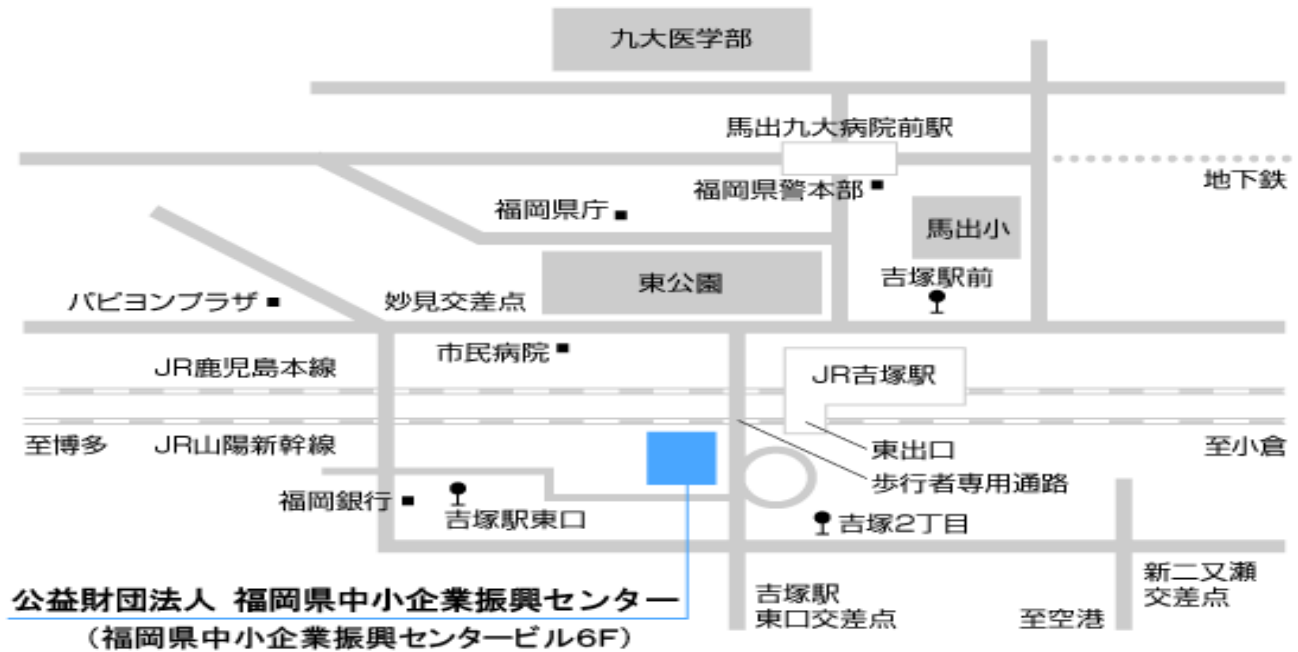 九大医学部
馬出九大病院前駅
地下鉄
福岡県警本部
福岡県庁
馬出小
東公園
吉塚駅前
パピヨンプラザ
妙見交差点
市民病院
JR鹿児島本線
JR吉塚駅
至博多
JR山陽新幹線
東出口
至小倉
歩行者専用通路
福岡銀行
吉塚駅東口
吉塚2丁目
公益財団法人 福岡県中小企業振興センター
(福岡県中小企業振興センタービル6F)
吉塚駅
東口交差点
至空港
新二又瀬
交差点